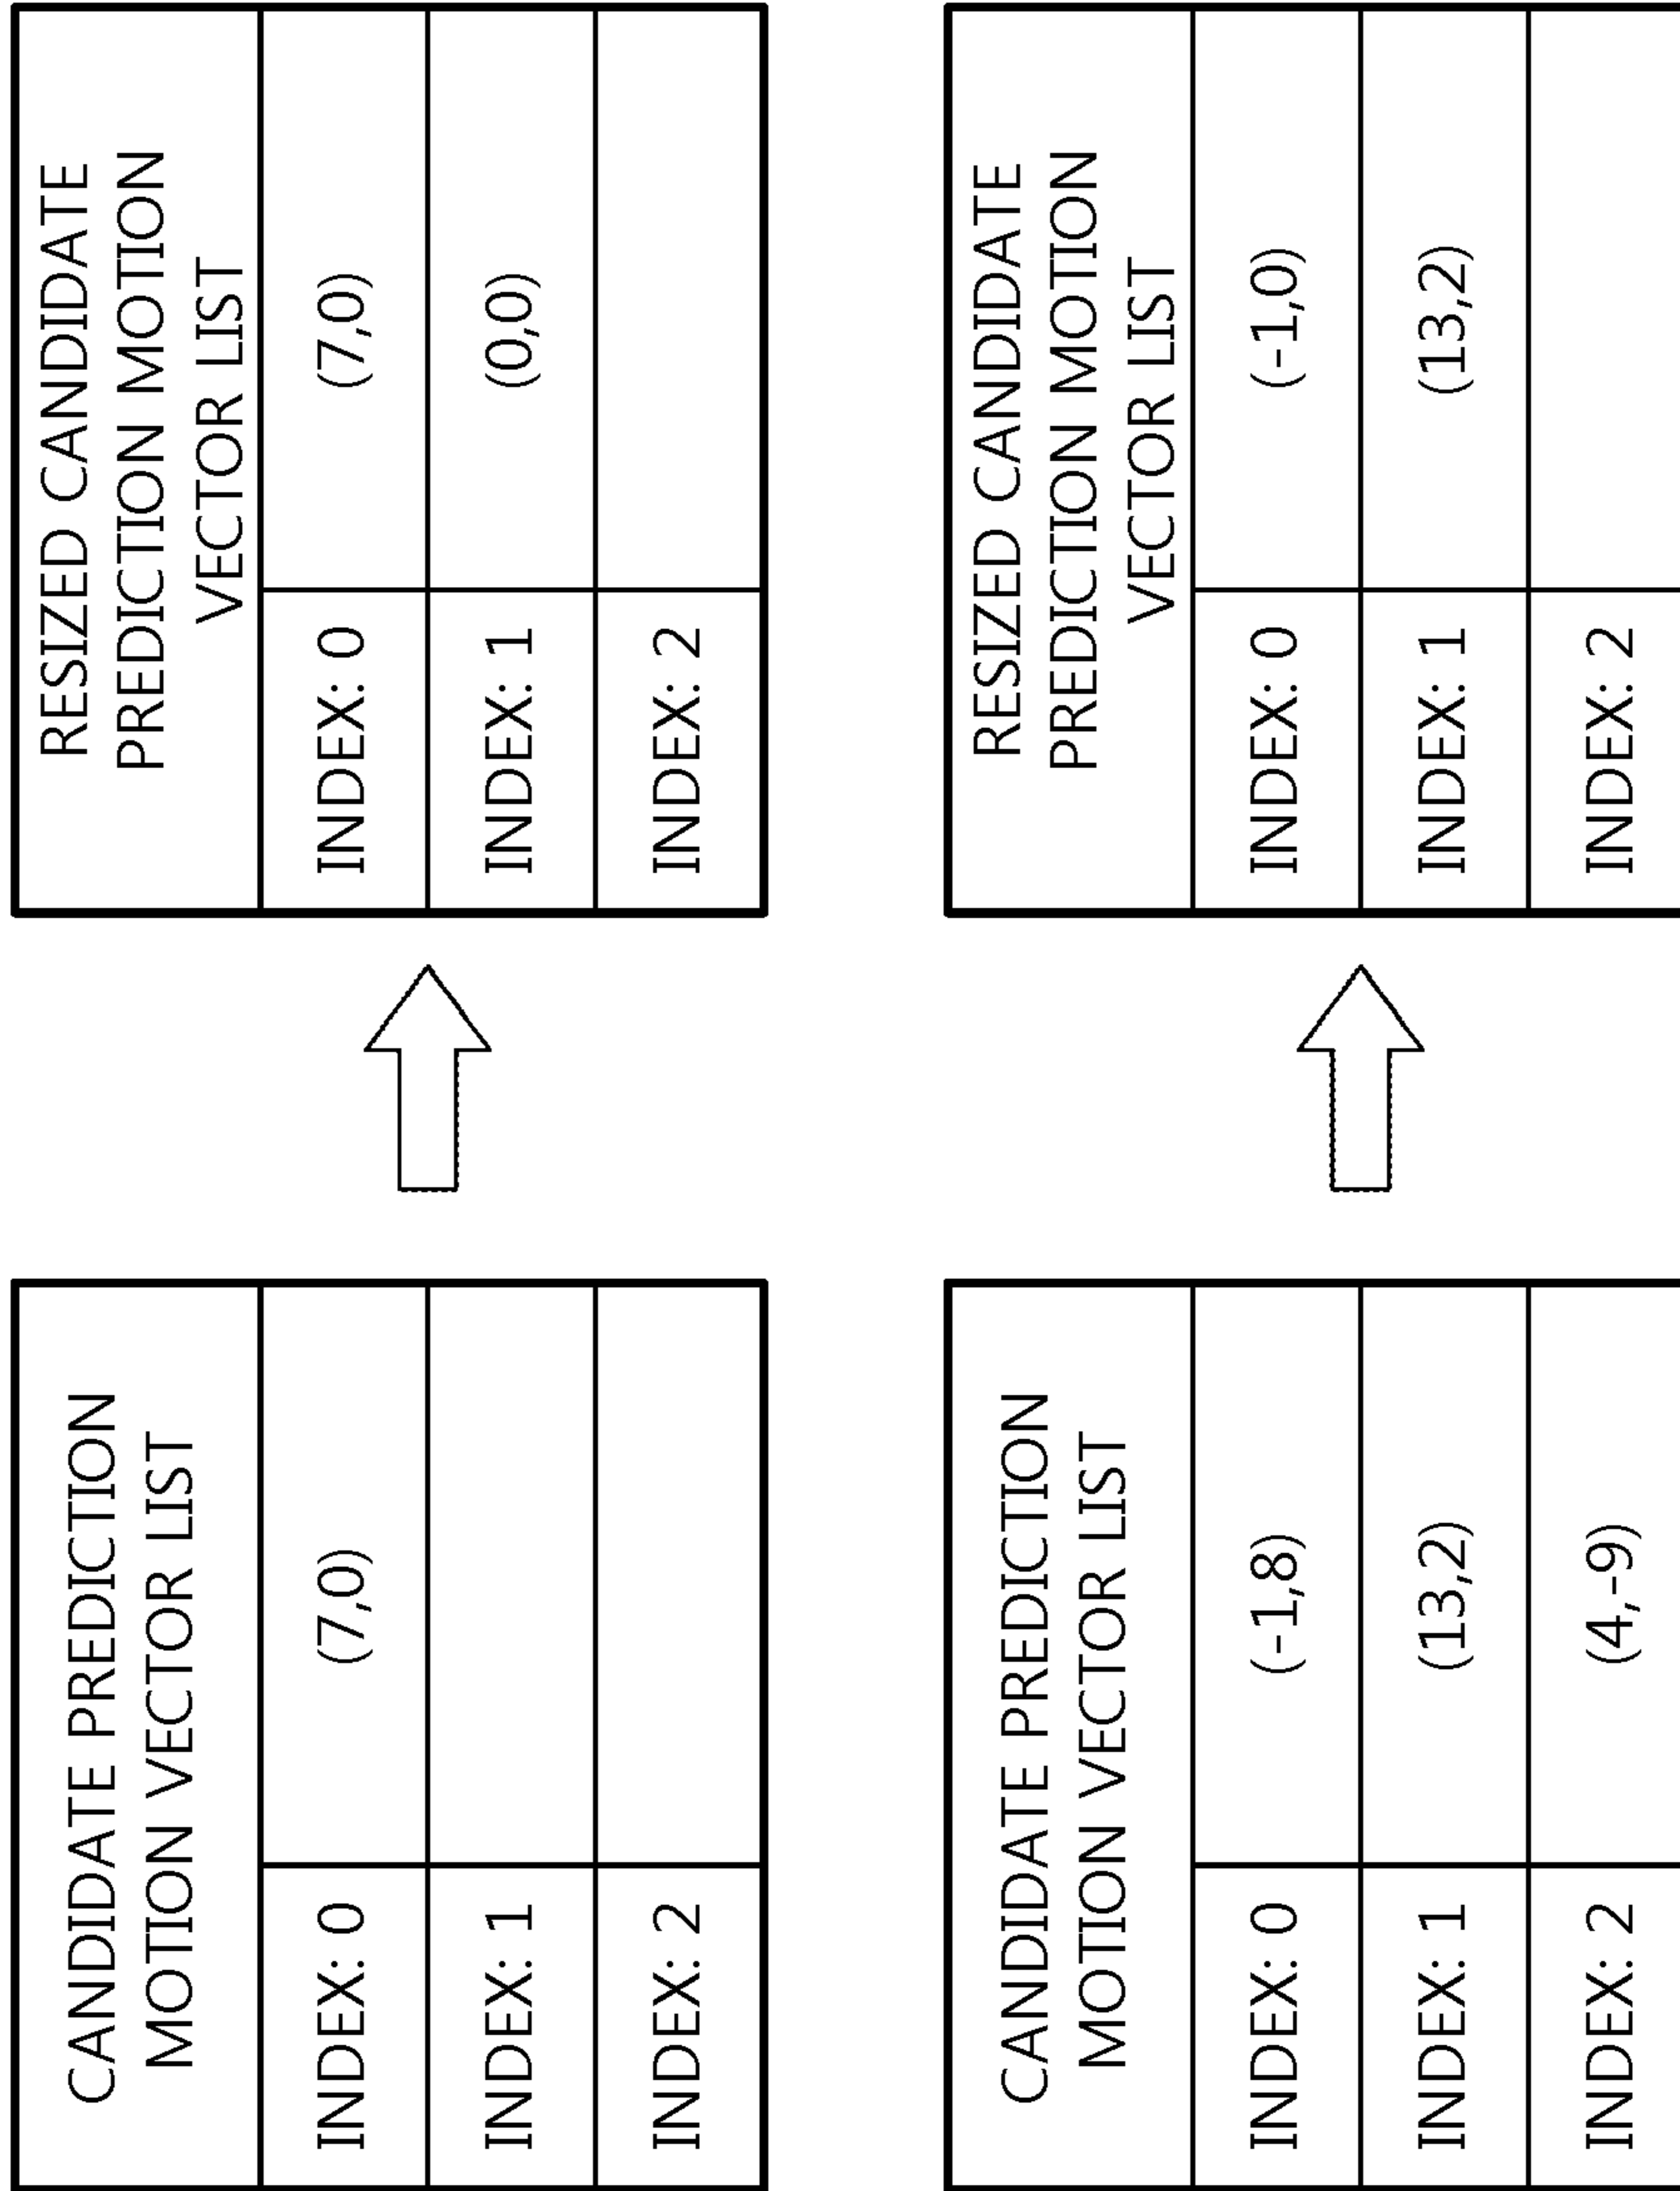 CANDIDATE PREDICTION
MOTION VECTOR LIST
INDEX: 0 (7,0)
INDEX: 1
INDEX: 2
RESIZED CANDIDATE
PREDICTION MOTION
VECTOR LIST
INDEX: 0 (7,0)
INDEX: 1 (0,0)
INDEX: 2
CANDIDATE PREDICTION
MOTION VECTOR LIST
INDEX: 0 (-1,8)
INDEX: 1 (13,2)
INDEX: 2 (4,-9)
RESIZED CANDIDATE
PREDICTION MOTION
VECTOR LIST
INDEX: 0 (-1,0)
INDEX: 1 (13,2)
INDEX: 2